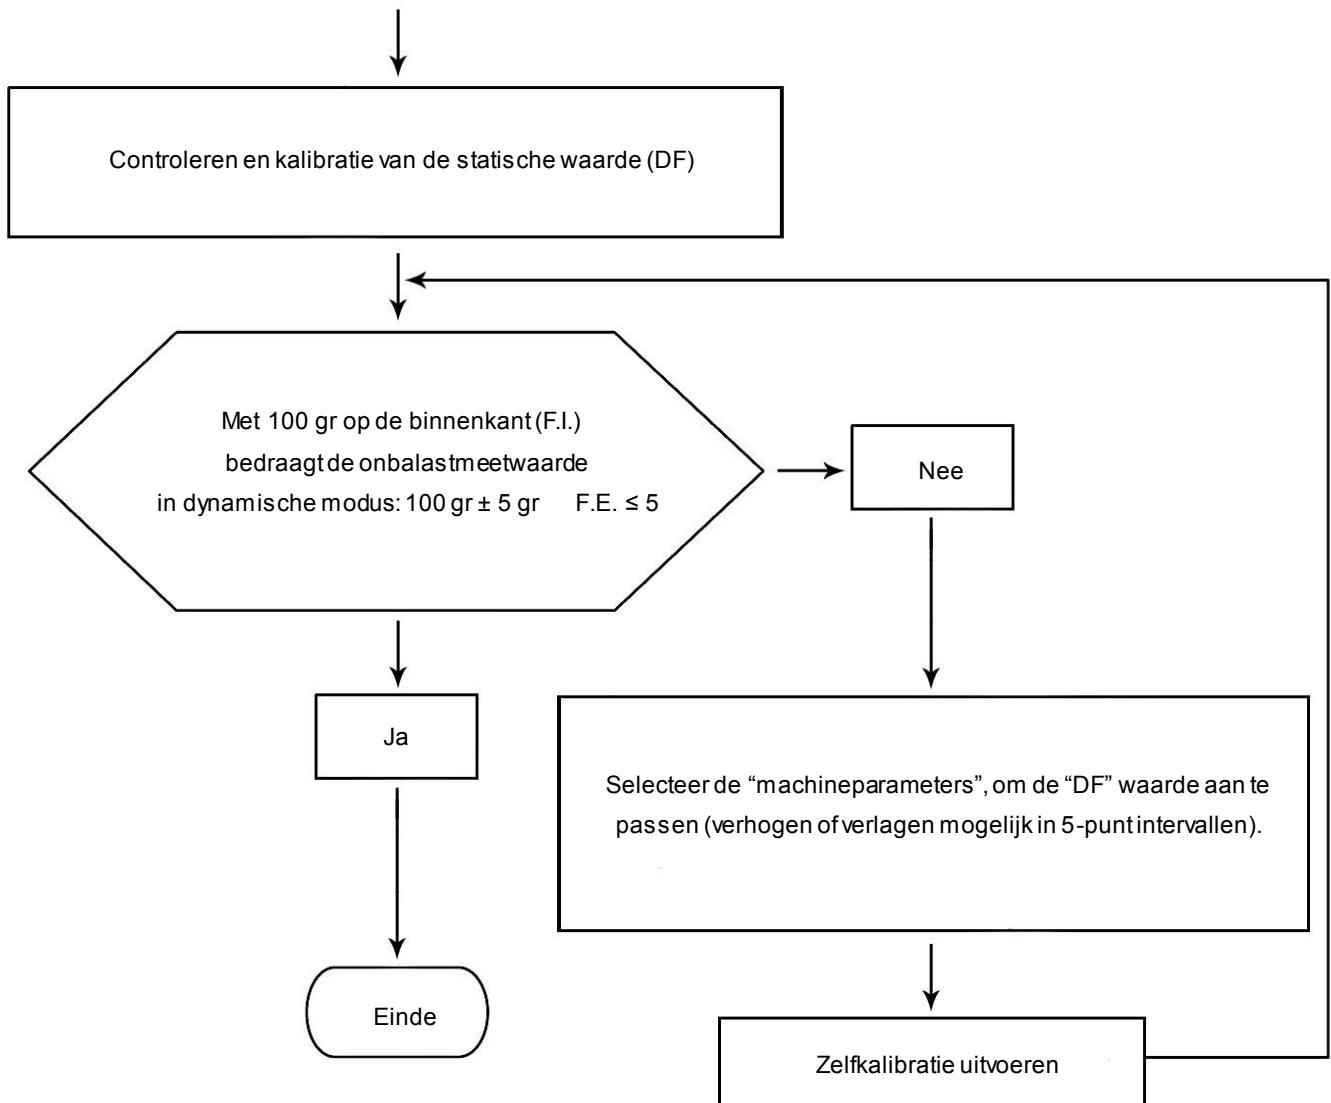 Controleren en kalibratie van de statische waarde (DF)
Met 100 gr op de binnenkant (F.I.)
bedraagt de onbalastmeetwaarde
in dynamische modus: 100 gr ± 5 gr F.E. ≤ 5
Nee
Ja
Selecteer de “machineparameters”, om de “DF” waarde aan te
passen (verhogen of verlagen mogelijk in 5-punt intervallen).
Einde
Zelfkalibratie uitvoeren